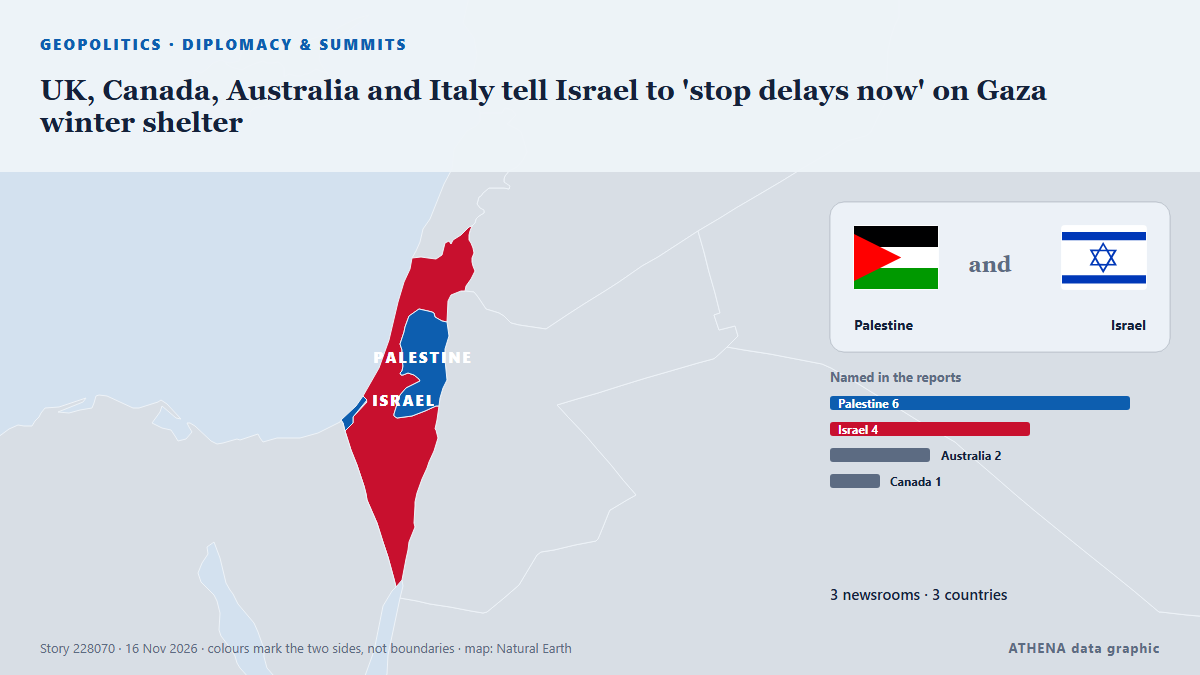 GEOPOLITICS · DIPLOMACY & SUMMITS
UK, Canada, Australia and Italy tell Israel to 'stop delays now' on Gaza
winter shelter
PALESTINE
ISRAEL
and
Palestine
Israel
Named in the reports
Palestine 6
Israel 4
Australia 2
Canada 1
3 newsrooms · 3 countries
Story 228070 · 16 Nov 2026 · colours mark the two sides, not boundaries · map: Natural Earth
ATHENA data graphic